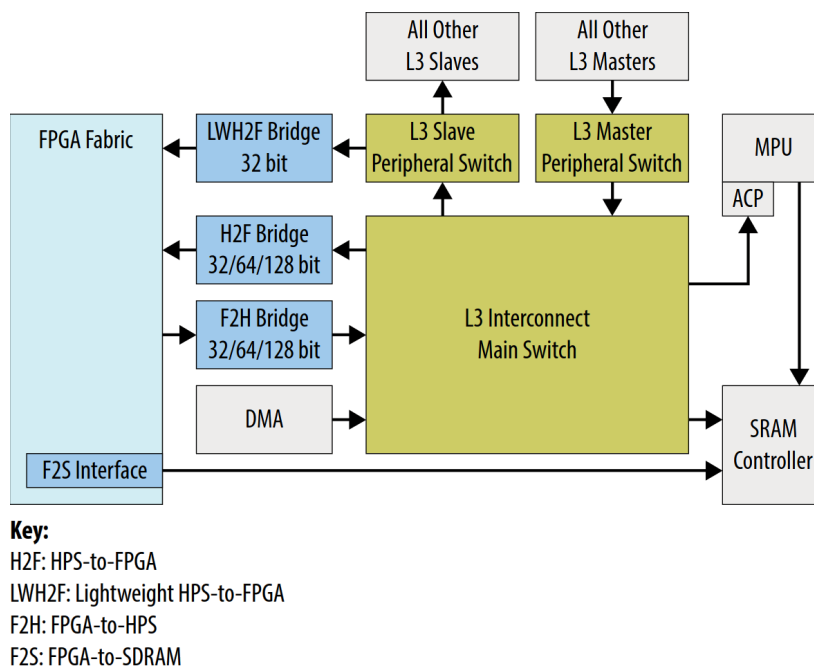 All Other
L3 Slaves
All Other
L3 Masters
FPGA Fabric
LWH2F Bridge
32 bit
L3 Slave
Peripheral Switch
L3 Master
Peripheral Switch
MPU
ACP
H2F Bridge
32/64/128 bit
F2H Bridge
32/64/128 bit
L3 Interconnect
Main Switch
DMA
SRAM
Controller
F2S Interface
Key:
H2F: HPS-to-FPGA
LWH2F: Lightweight HPS-to-FPGA
F2H: FPGA-to-HPS
F2S: FPGA-to-SDRAM